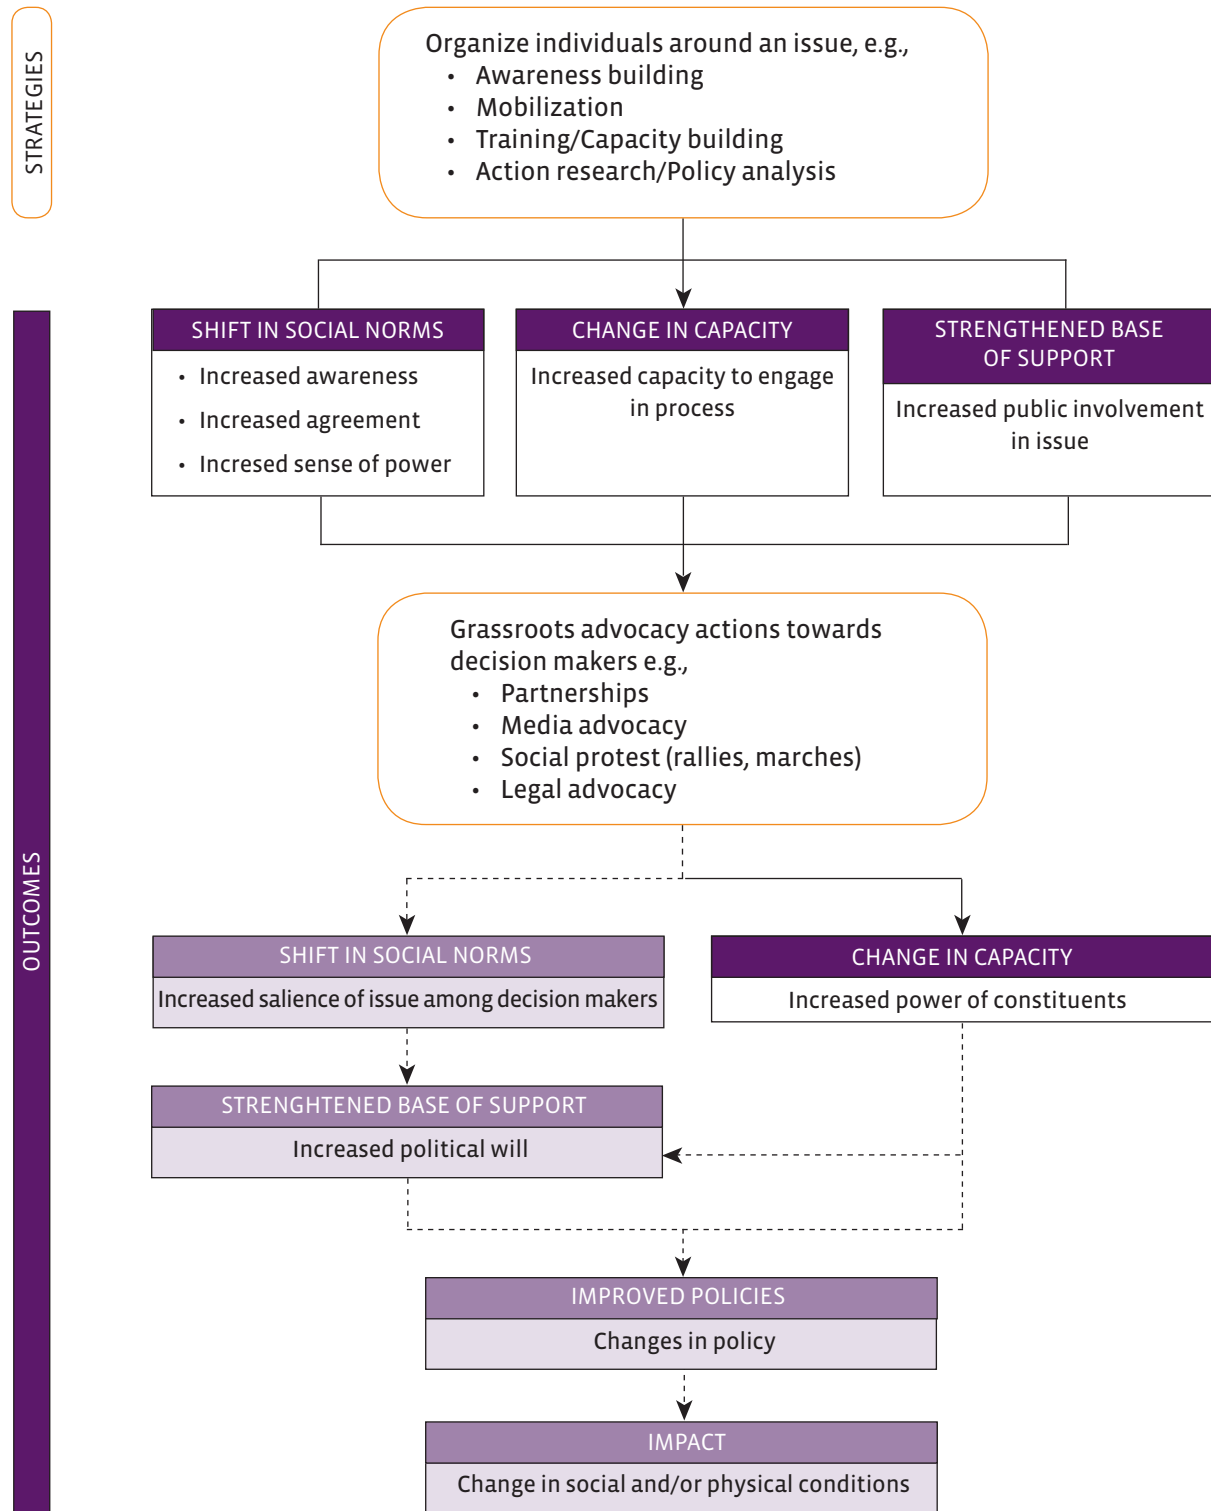 STRATEGIES
Organize individuals around an issue, e.g.,
• Awareness building
• Mobilization
• Training/Capacity building
• Action research/Policy analysis
OUTCOMES
SHIFT IN SOCIAL NORMS
• Increased awareness
• Increased agreement
• Incresed sense of power
CHANGE IN CAPACITY
Increased capacity to engage
in process
STRENGTHENED BASE
OF SUPPORT
Increased public involvement
in issue
Grassroots advocacy actions towards
decision makers e.g.,
• Partnerships
• Media advocacy
• Social protest (rallies, marches)
• Legal advocacy
SHIFT IN SOCIAL NORMS
Increased salience of issue among decision makers
CHANGE IN CAPACITY
Increased power of constituents
STRENGHTENED BASE OF SUPPORT
Increased political will
IMPROVED POLICIES
Changes in policy
IMPACT
Change in social and/or physical conditions